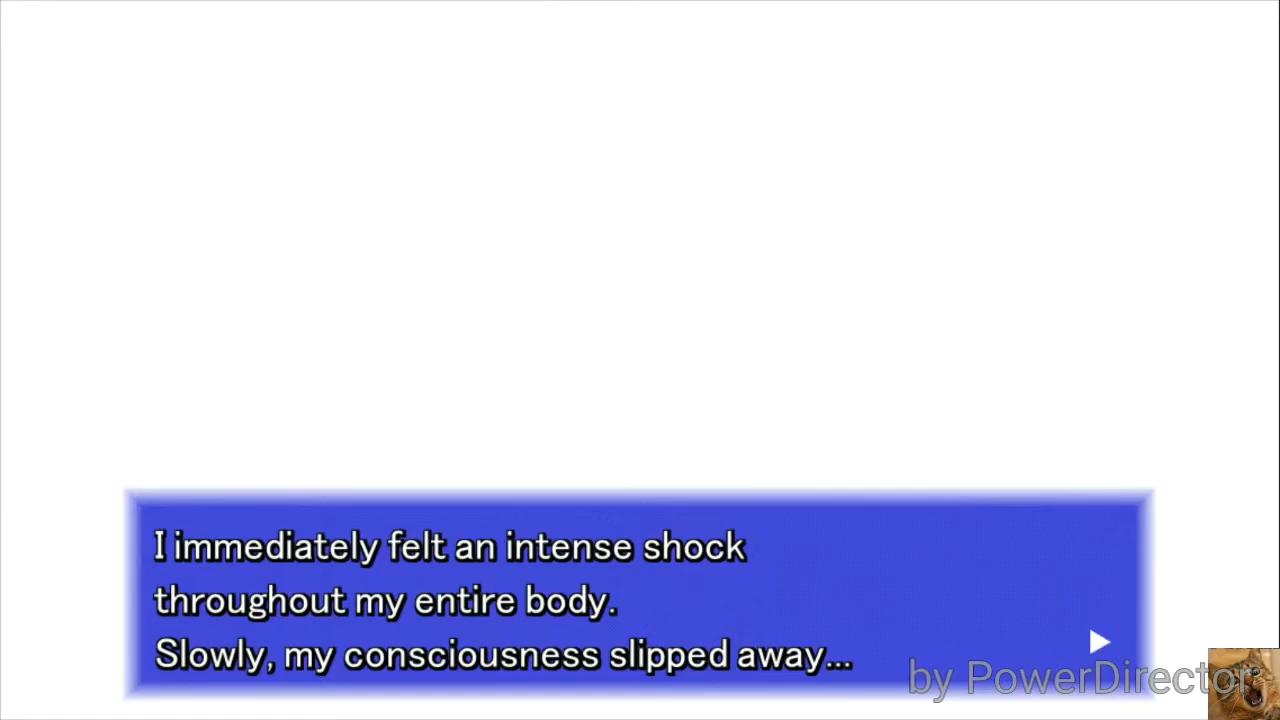 I immediately felt an intense shock
throughout my entire body.
Slowly, my consciousness slipped away...
by PowerDirector